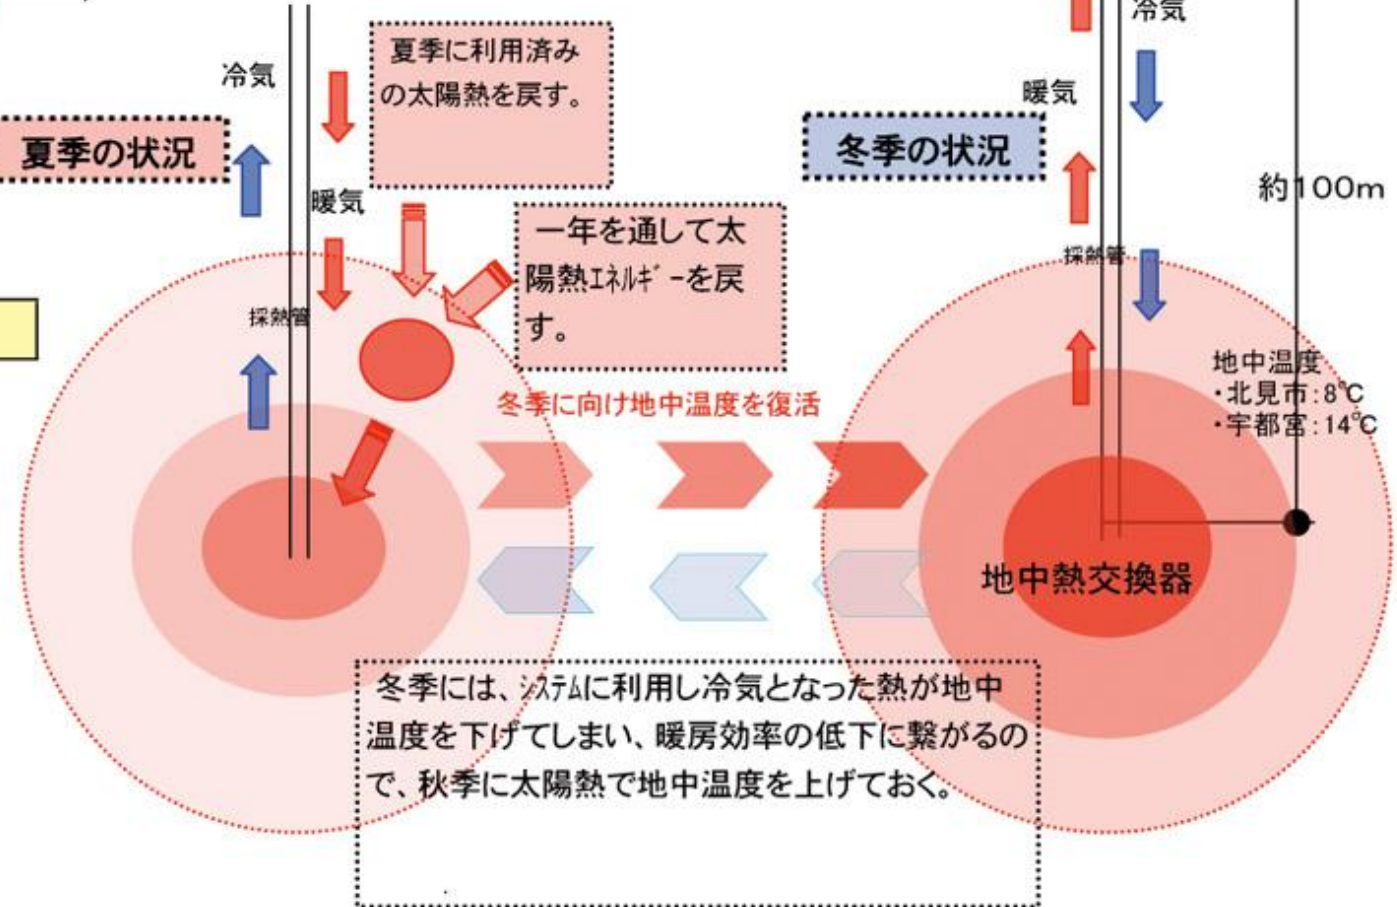 冷気
夏季に利用済み
の太陽熱を戻す。
夏季の状況
暖気
一年を通して太
陽熱ｴﾈﾙｷﾞｰを戻
す。
採熱管
冬季に向け地中温度を復活
冷気
暖気
冬季の状況
約100m
採熱管
地中温度
・北見市:8℃
・宇都宮:14℃
地中熱交換器
冬季には、ｼｽﾃﾑに利用し冷気となった熱が地中
温度を下げてしまい、暖房効率の低下に繋がるの
で、秋季に太陽熱で地中温度を上げておく。